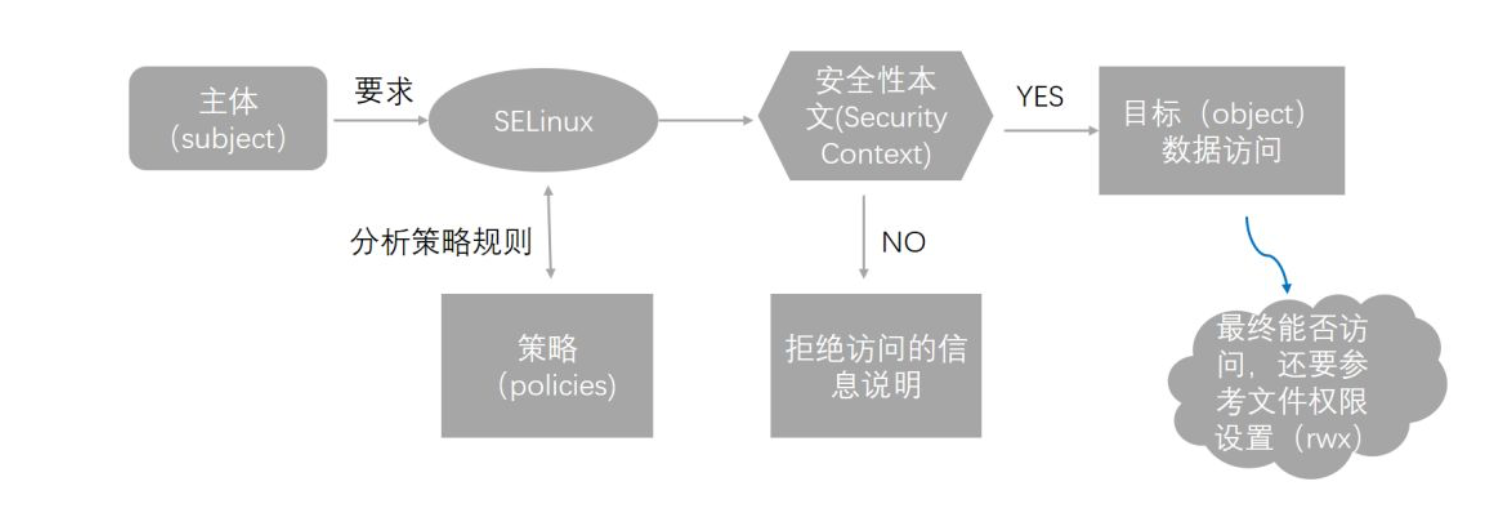 主体
（subject）
要求
SELinux
安全性本
文(Security
Context)
YES
目标（object）
数据访问
分析策略规则
NO
策略
（policies)
拒绝访问的信
息说明
最终能否访
问，还要参
考文件权限
设置（rwx）